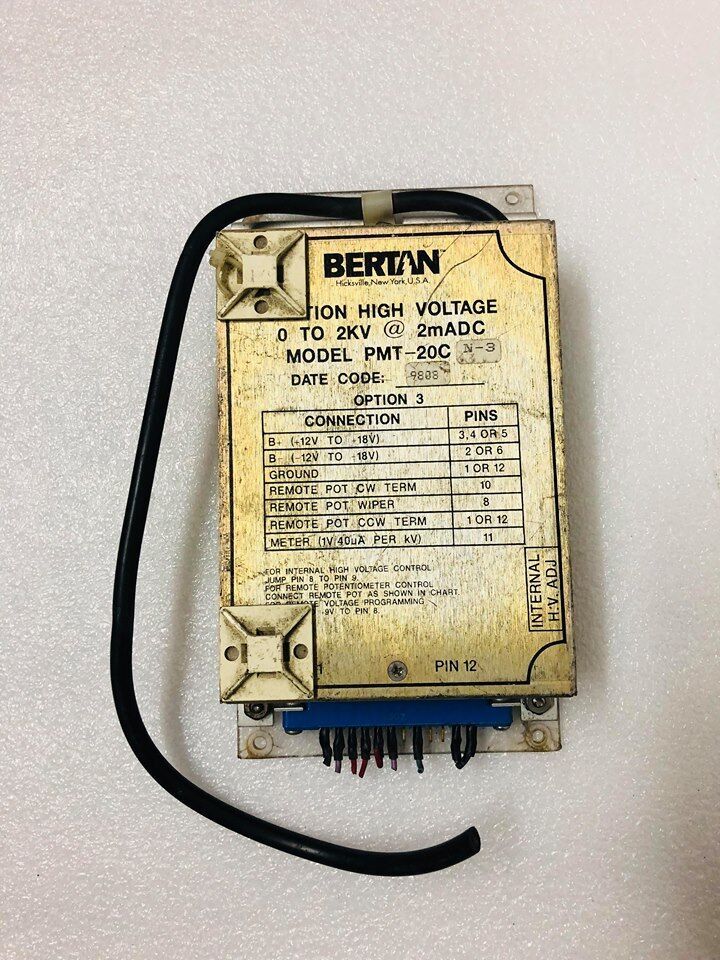 BERTAN
Hicksville, New York, U.S.A.
TION HIGH VOLTAGE
0 TO 2KV @ 2mADC
MODEL PMT-20C N-3
DATE CODE: 9808
OPTION 3
CONNECTION PINS
B+ (+12V TO +18V) 3,4 OR 5
B- (-12V TO -18V) 2 OR 6
GROUND 1 OR 12
REMOTE POT CW TERM 10
REMOTE POT WIPER 8
REMOTE POT CCW TERM 1 OR 12
METER (1V/40uA PER kV) 11
FOR INTERNAL HIGH VOLTAGE CONTROL:
JUMP PIN 8 TO PIN 9.
FOR REMOTE POTENTIOMETER CONTROL
CONNECT REMOTE POT AS SHOWN IN CHART.
FOR REMOTE VOLTAGE PROGRAMMING
-9V TO PIN 8.
INTERNAL
H.V. ADJ
1 PIN 12